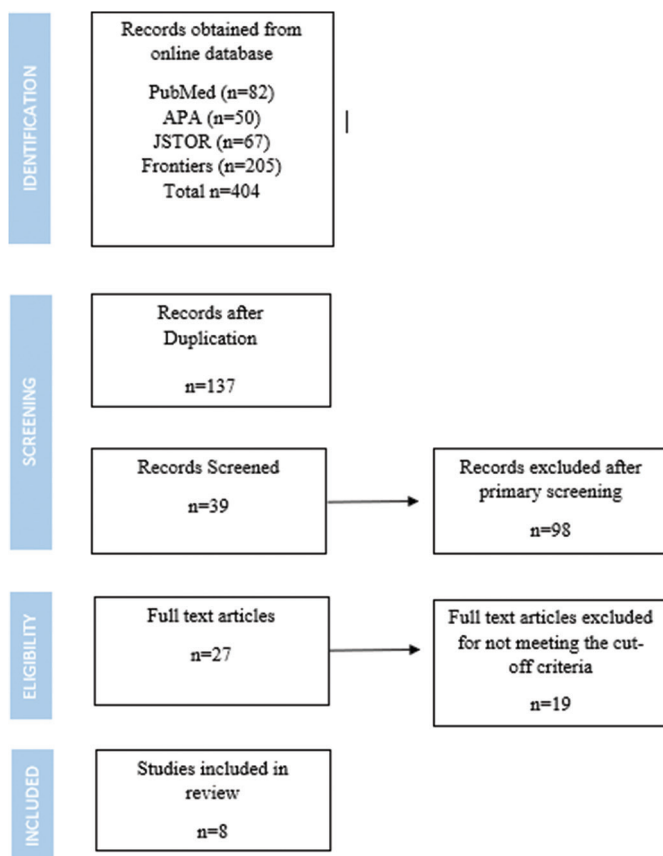 IDENTIFICATION
Records obtained from
online database
PubMed (n=82)
APA (n=50)
JSTOR (n=67)
Frontiers (n=205)
Total n=404
SCREENING
Records after
Duplication
n=137
Records Screened
n=39
Records excluded after
primary screening
n=98
ELIGIBILITY
Full text articles
n=27
Full text articles excluded
for not meeting the cut-
off criteria
n=19
INCLUDED
Studies included in
review
n=8